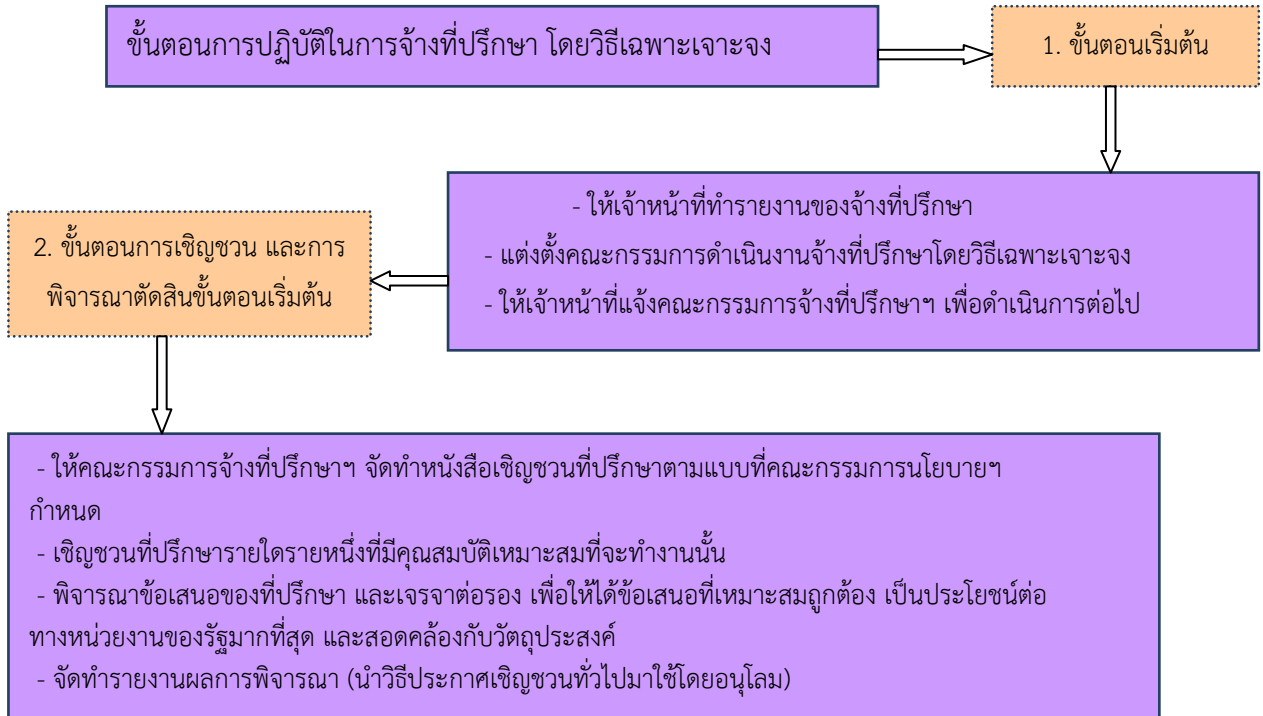 ขั้นตอนการปฏิบัติในการจ้างที่ปรึกษา โดยวิธีเฉพาะเจาะจง
1. ขั้นตอนเริ่มต้น
- ให้เจ้าหน้าที่ทำรายงานของจ้างที่ปรึกษา
- แต่งตั้งคณะกรรมการดำเนินงานจ้างที่ปรึกษาโดยวิธีเฉพาะเจาะจง
- ให้เจ้าหน้าที่แจ้งคณะกรรมการจ้างที่ปรึกษาฯ เพื่อดำเนินการต่อไป
2. ขั้นตอนการเชิญชวน และการ
พิจารณาตัดสินขั้นตอนเริ่มต้น
- ให้คณะกรรมการจ้างที่ปรึกษาฯ จัดทำหนังสือเชิญชวนที่ปรึกษาตามแบบที่คณะกรรมการนโยบายฯ
กำหนด
- เชิญชวนที่ปรึกษารายใดรายหนึ่งที่มีคุณสมบัติเหมาะสมที่จะทำงานนั้น
- พิจารณาข้อเสนอของที่ปรึกษา และเจรจาต่อรอง เพื่อให้ได้ข้อเสนอที่เหมาะสมถูกต้อง เป็นประโยชน์ต่อ
ทางหน่วยงานของรัฐมากที่สุด และสอดคล้องกับวัตถุประสงค์
- จัดทำรายงานผลการพิจารณา (นำวิธีประกาศเชิญชวนทั่วไปมาใช้โดยอนุโลม)